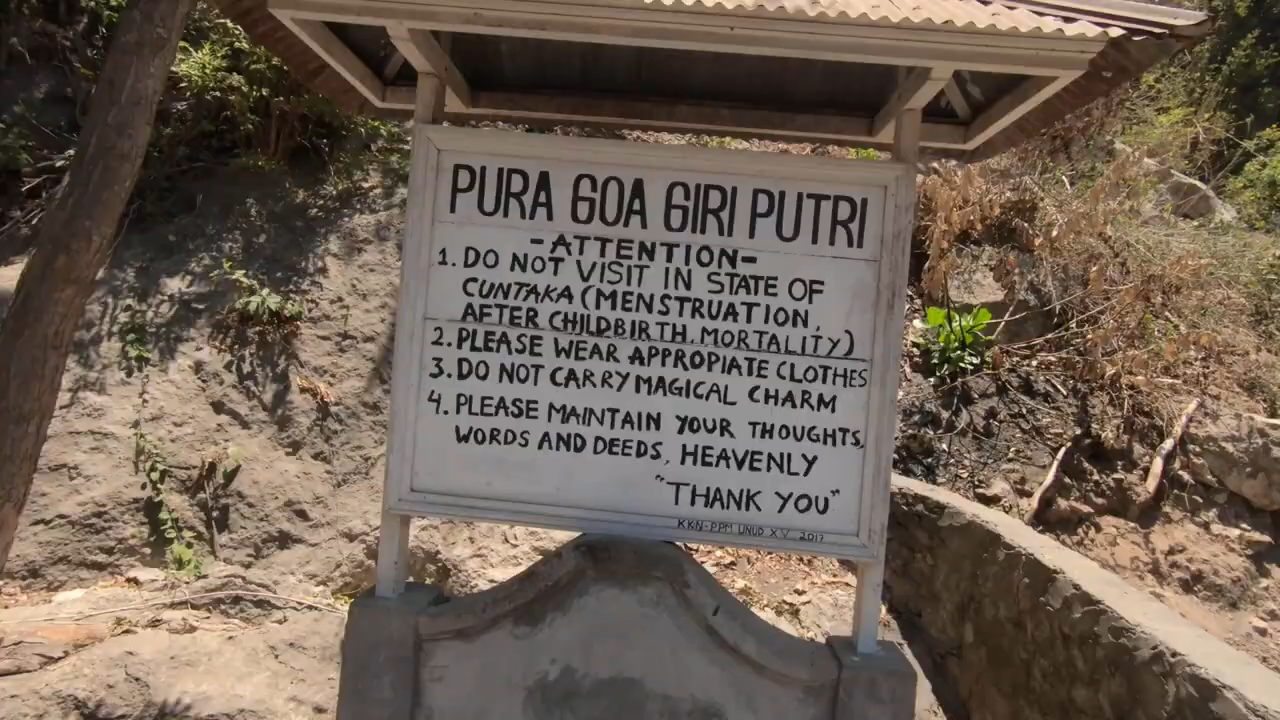 PURA GOA GIRI PUTRI
-ATTENTION-
1. DO NOT VISIT IN STATE OF
CUNTAKA (MENSTRUATION,
AFTER CHILDBIRTH, MORTALITY)
2. PLEASE WEAR APPROPIATE CLOTHES
3. DO NOT CARRY MAGICAL CHARM
4. PLEASE MAINTAIN YOUR THOUGHTS,
WORDS AND DEEDS, HEAVENLY
"THANK YOU"
KKN-PPM UNUD XV 2017